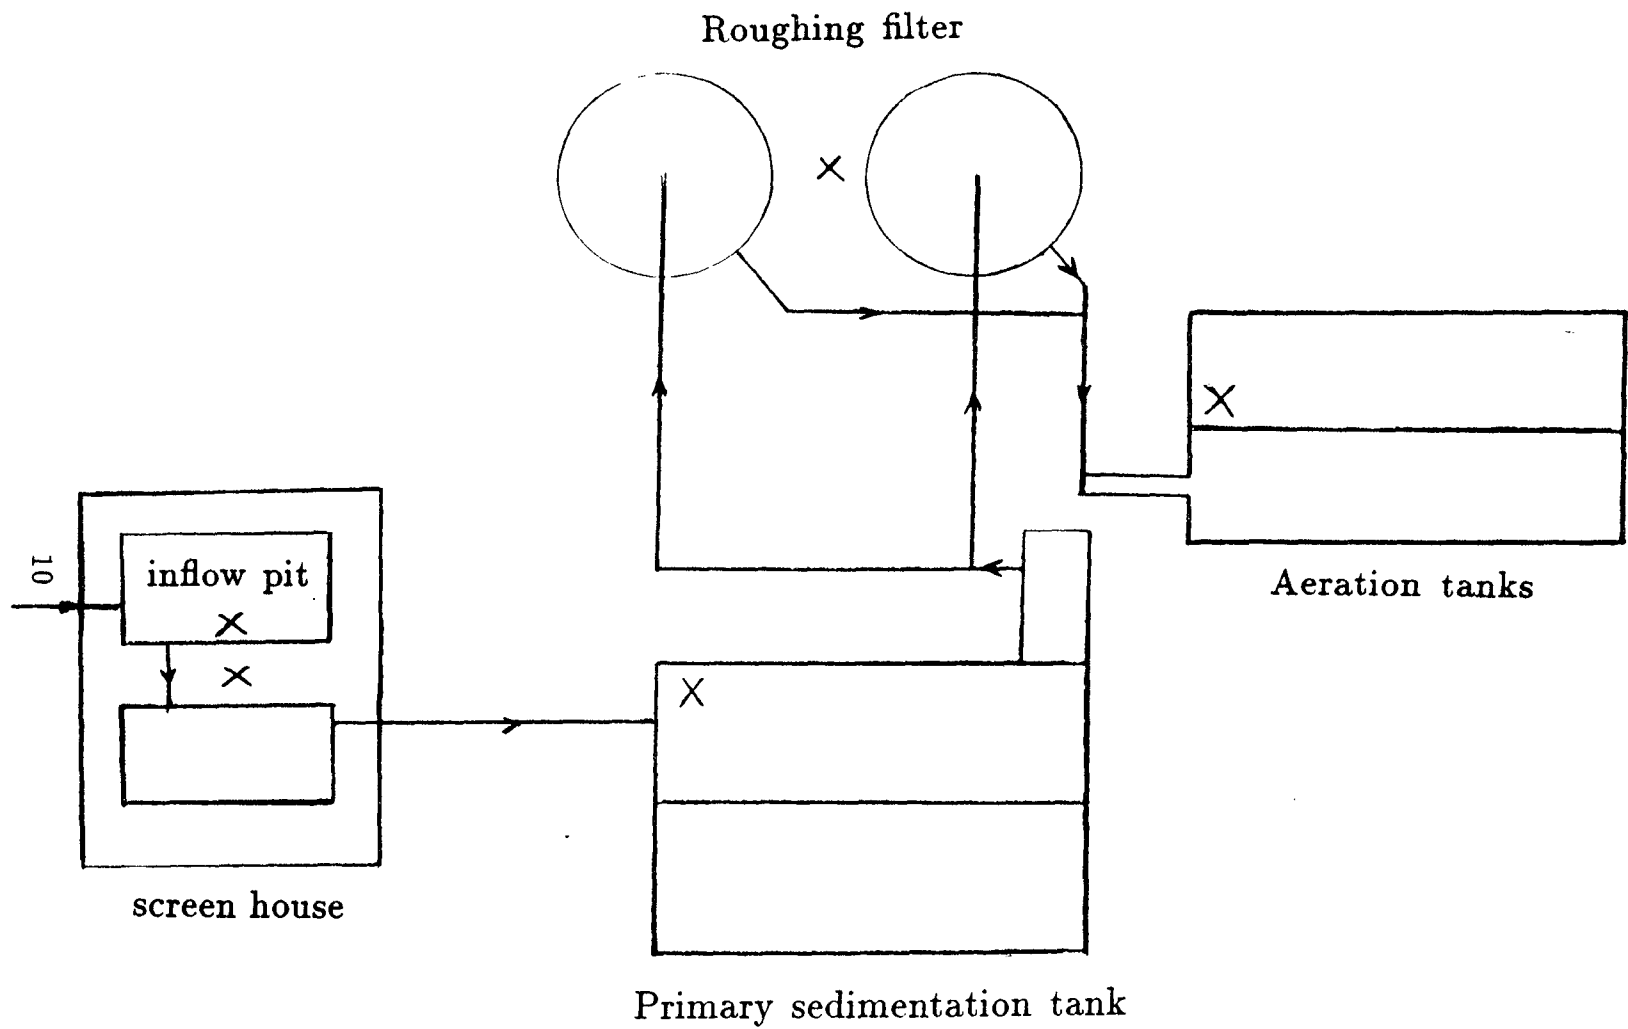 Roughing filter
10
inflow pit
Aeration tanks
screen house
Primary sedimentation tank